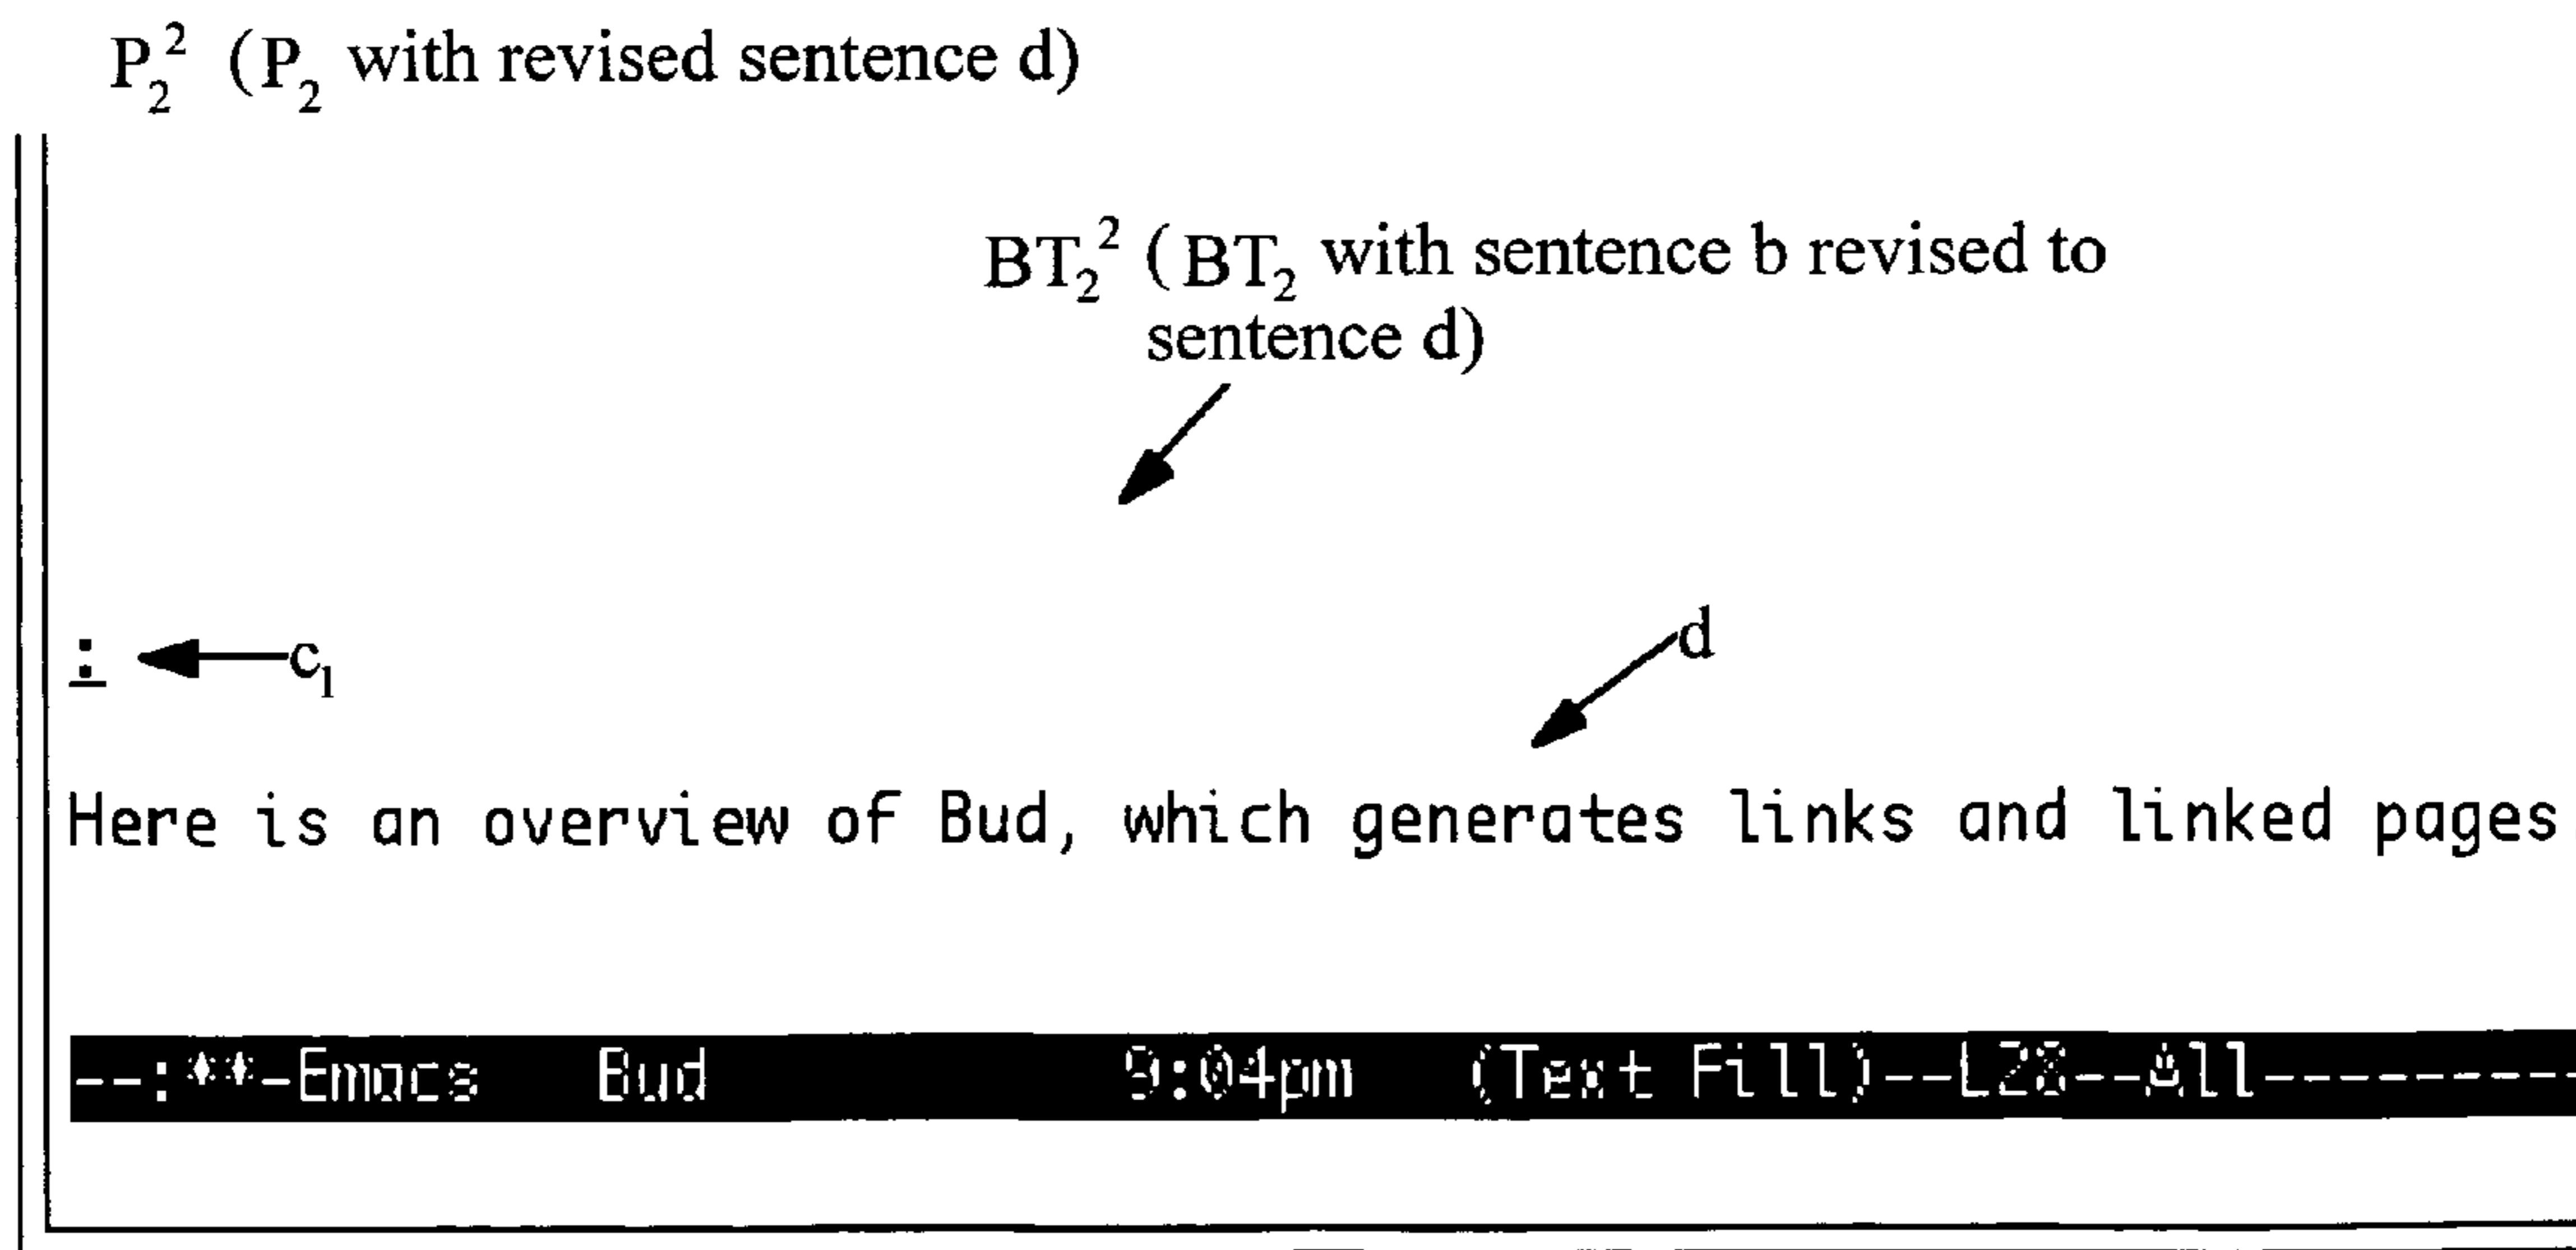 P₂² (P₂ with revised sentence d)
BT₂² (BT₂ with sentence b revised to
sentence d)
: c₁
d
Here is an overview of Bud, which generates links and linked pages
--:**-Emacs Bud 9:04pm (Text Fill)--L28--All----------